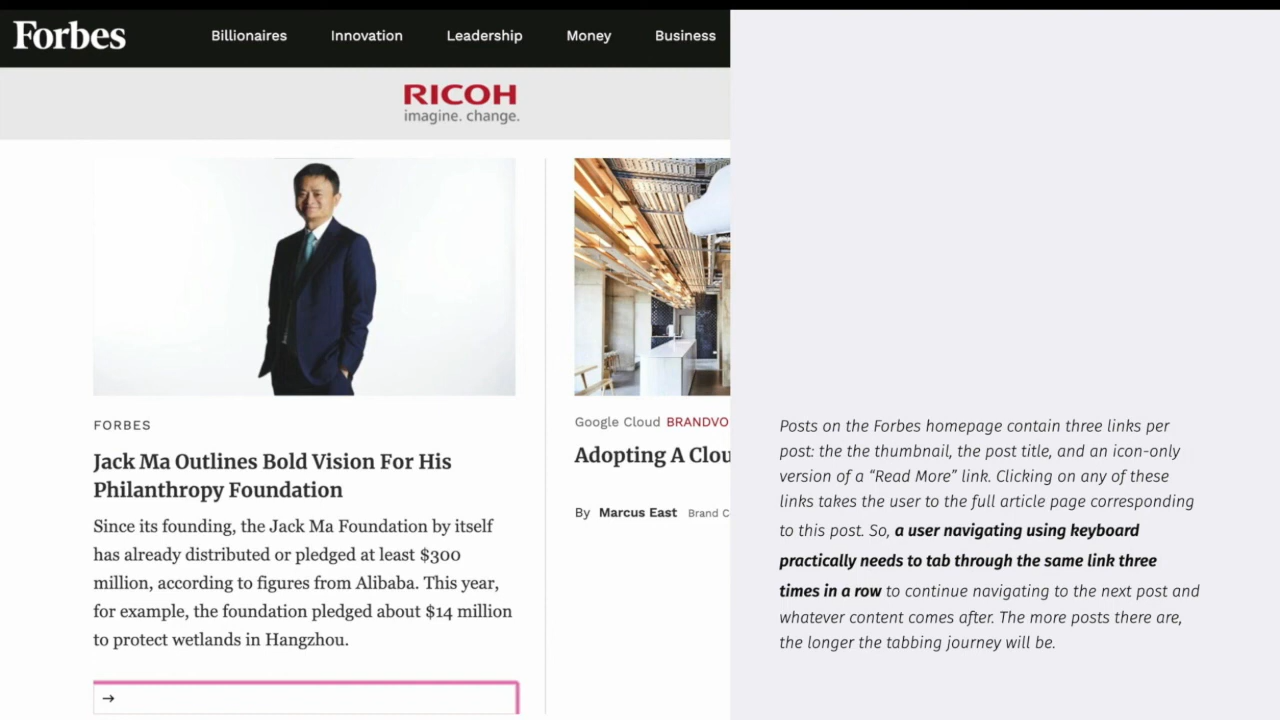 Forbes
Billionaires Innovation Leadership Money Business
RICOH
imagine. change.
FORBES
Jack Ma Outlines Bold Vision For His
Philanthropy Foundation
Since its founding, the Jack Ma Foundation by itself
has already distributed or pledged at least $300
million, according to figures from Alibaba. This year,
for example, the foundation pledged about $14 million
to protect wetlands in Hangzhou.
→
Google Cloud BRANDVO
Adopting A Clou
By Marcus East Brand C
Posts on the Forbes homepage contain three links per
post: the the thumbnail, the post title, and an icon-only
version of a “Read More” link. Clicking on any of these
links takes the user to the full article page corresponding
to this post. So, a user navigating using keyboard
practically needs to tab through the same link three
times in a row to continue navigating to the next post and
whatever content comes after. The more posts there are,
the longer the tabbing journey will be.